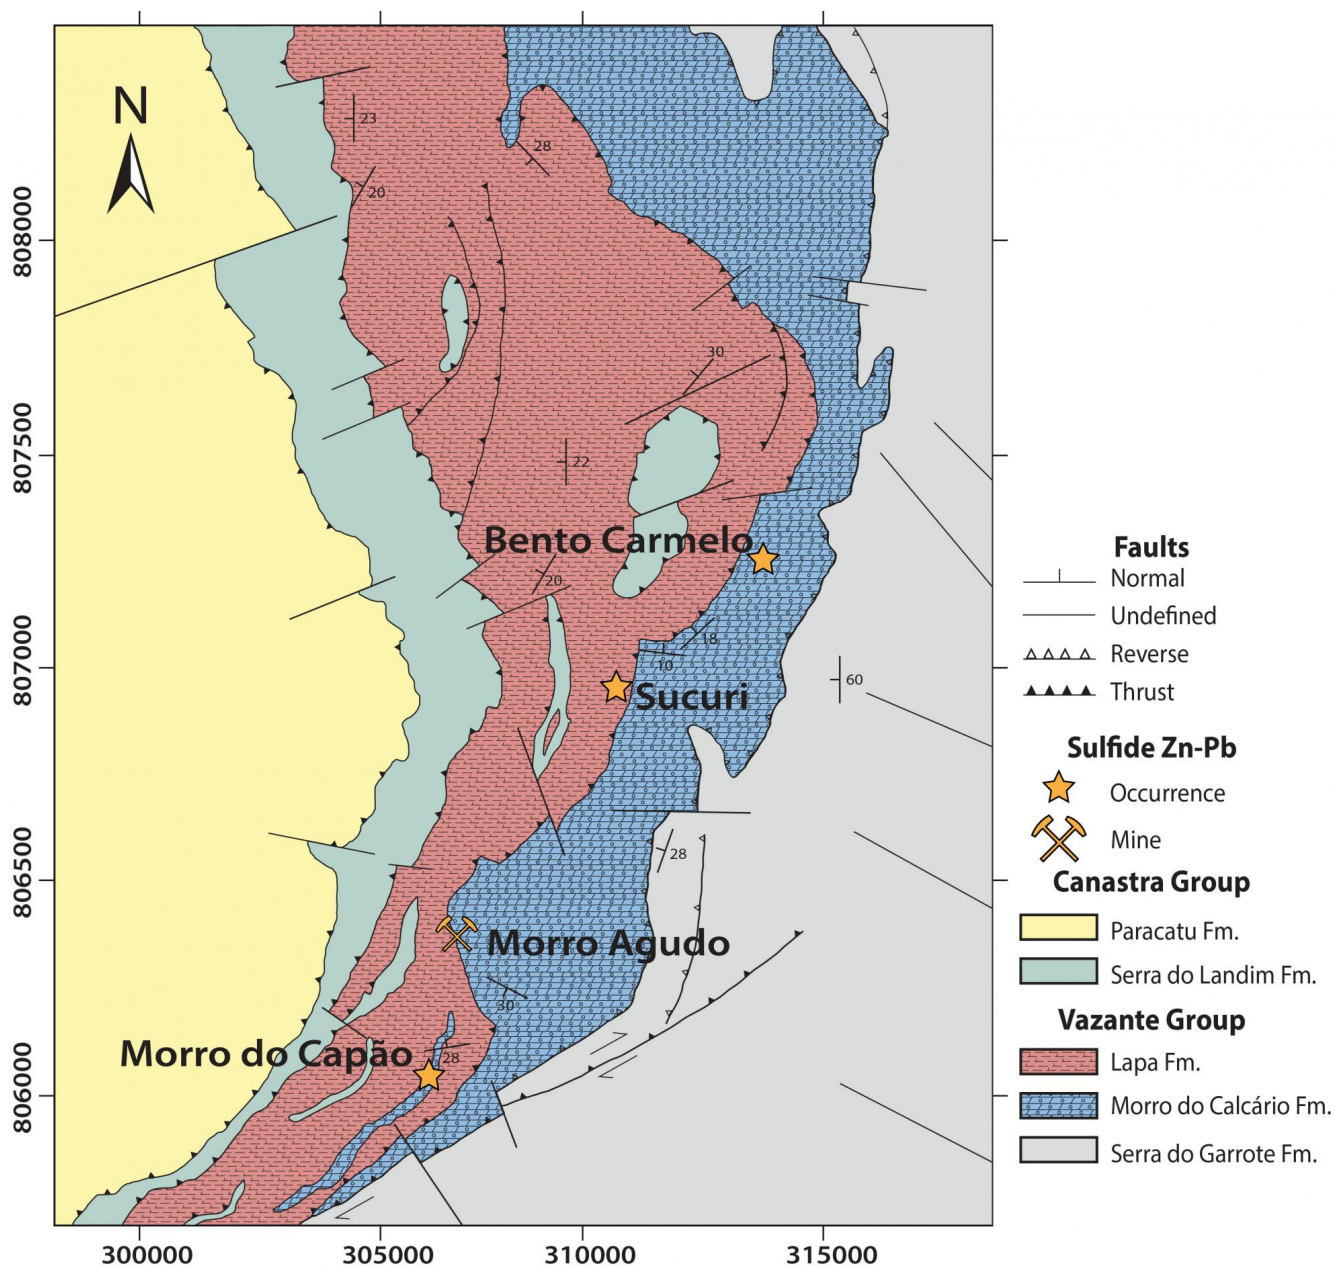 N
23
28
20
30
22
Bento Carmelo
20
18
10
60
Sucuri
28
Morro Agudo
30
Morro do Capão
28
808000
807500
807000
806500
806000
300000
305000
310000
315000
Faults
Normal
Undefined
Reverse
Thrust
Sulfide Zn-Pb
Occurrence
Mine
Canastra Group
Paracatu Fm.
Serra do Landim Fm.
Vazante Group
Lapa Fm.
Morro do Calcário Fm.
Serra do Garrote Fm.